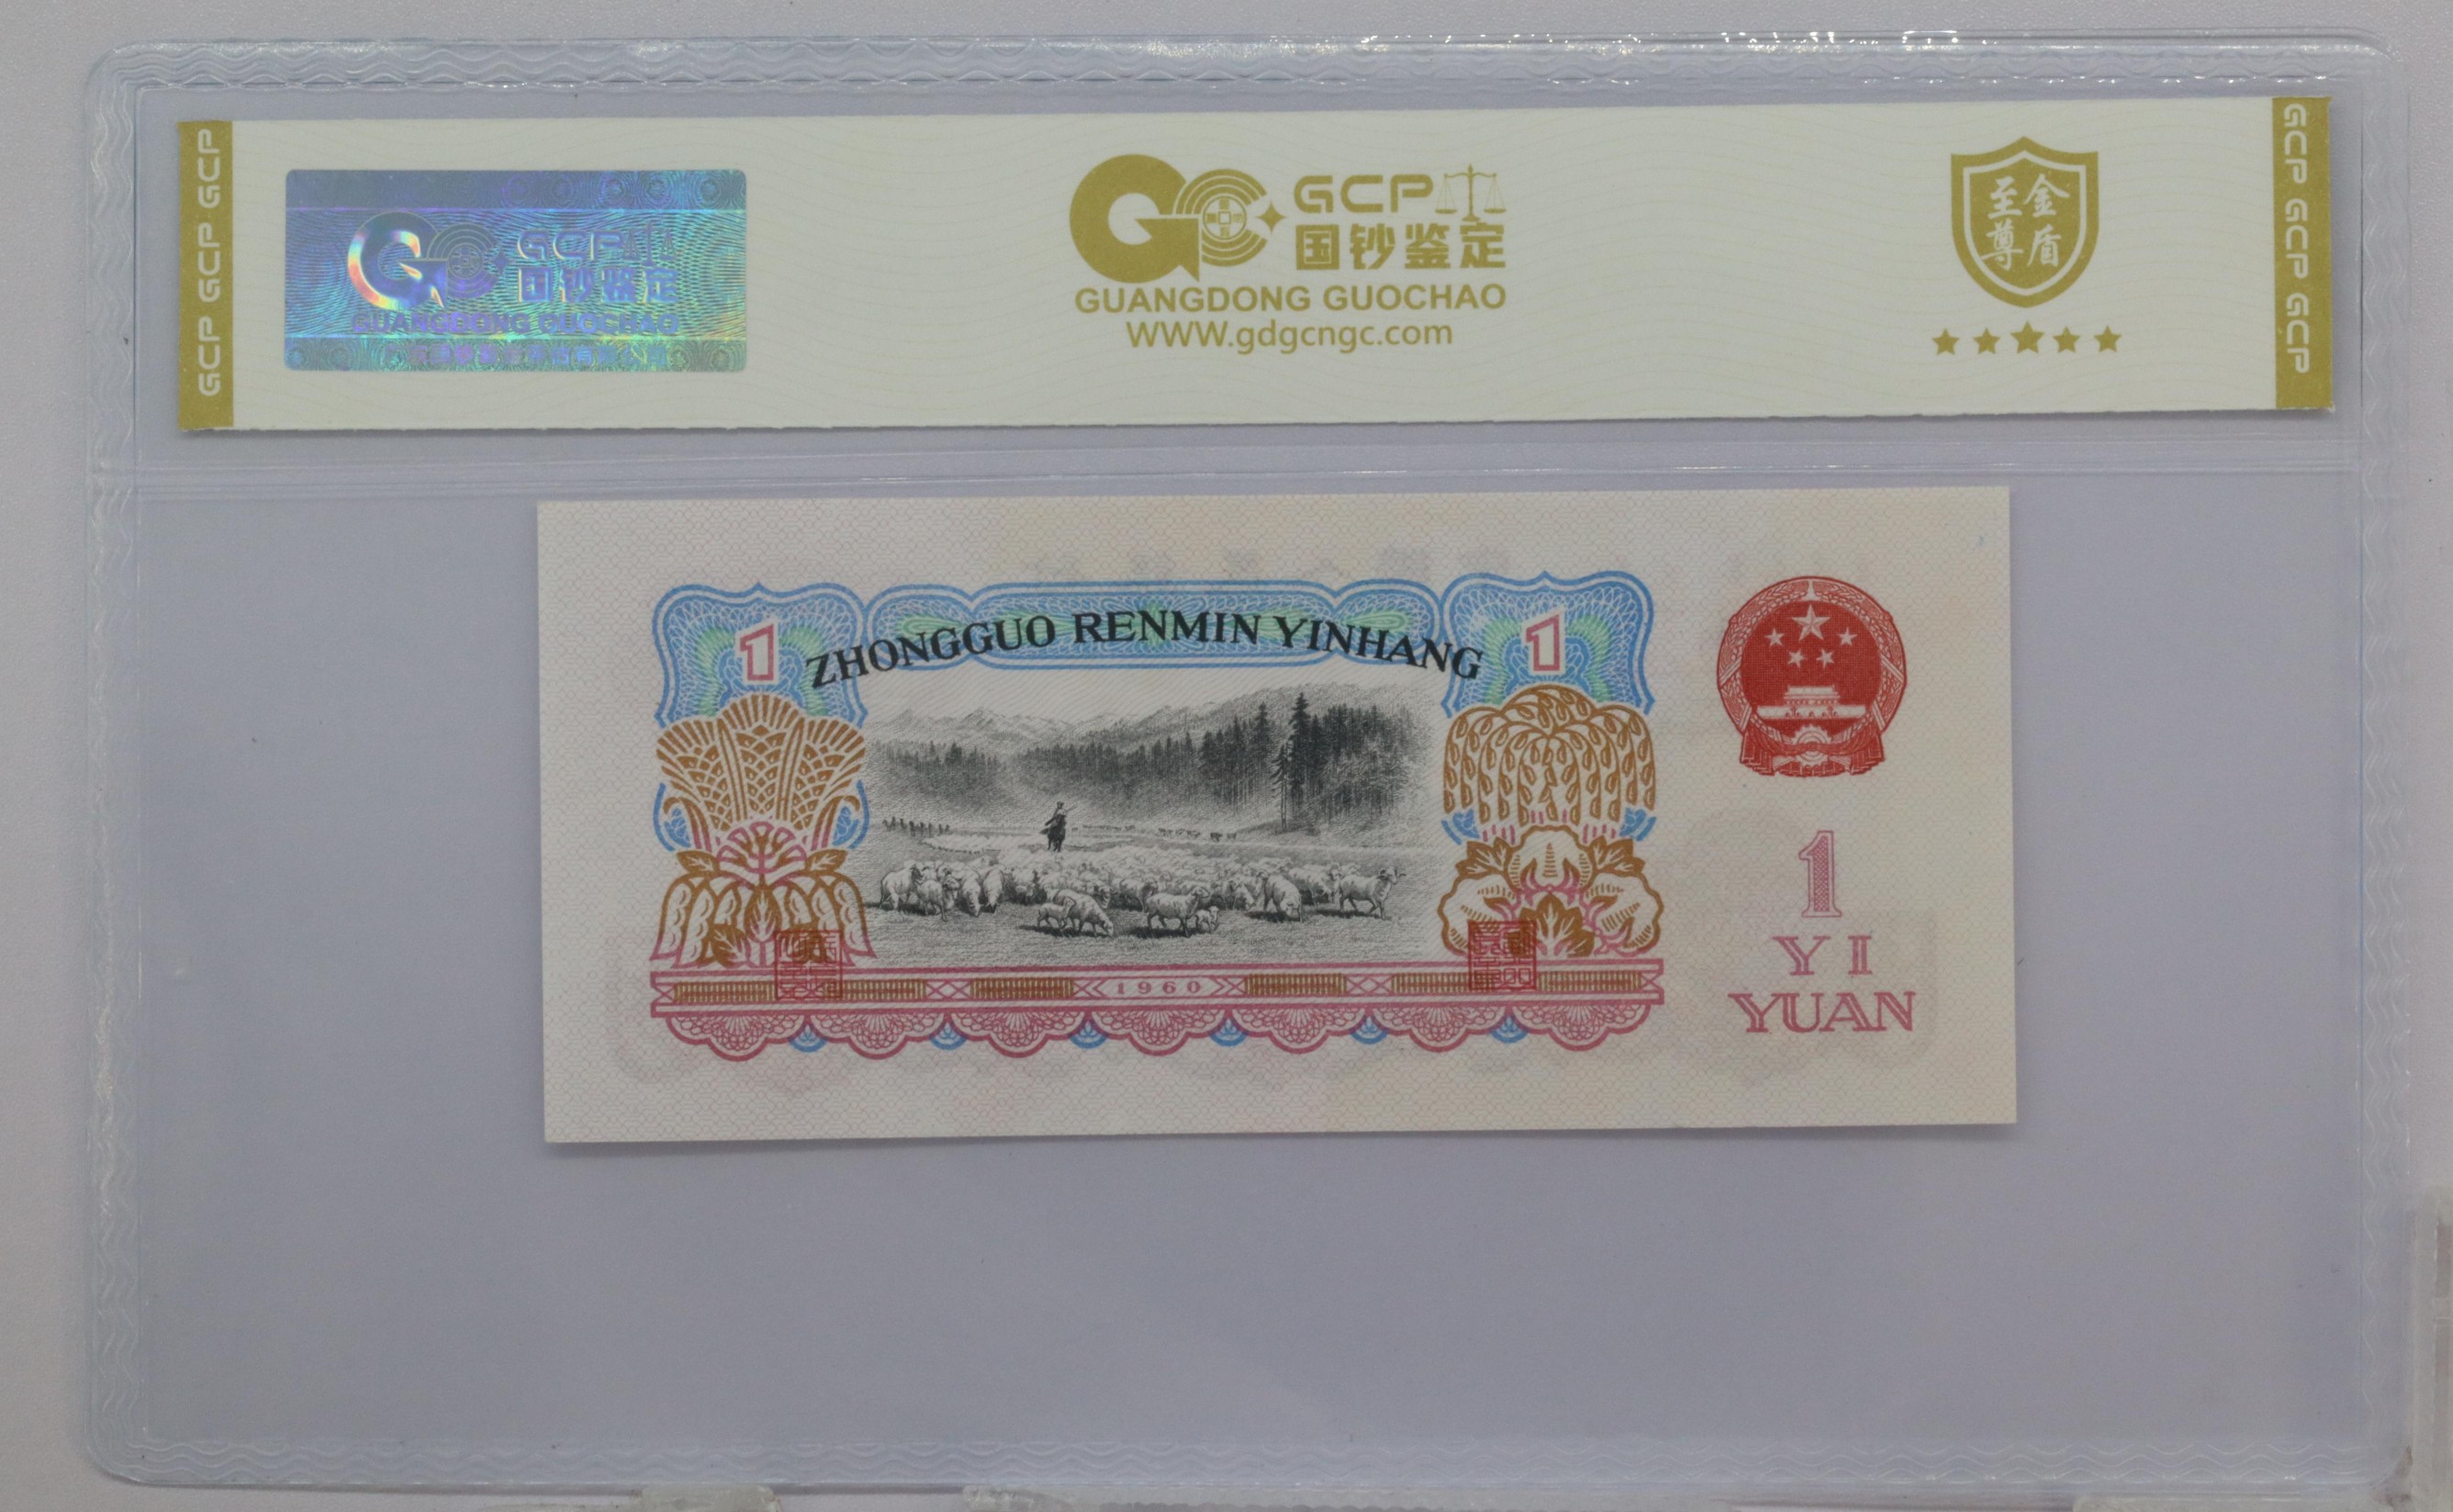 GCP GCP GCP
GCP
国钞鉴定
GUANGDONG GUOCHAO
GCP
国钞鉴定
GUANGDONG GUOCHAO
WWW.gdgcngc.com
至金
尊盾
GCP GCP GCP
1
ZHONGGUO RENMIN YINHANG
1
1
YI
YUAN
1960